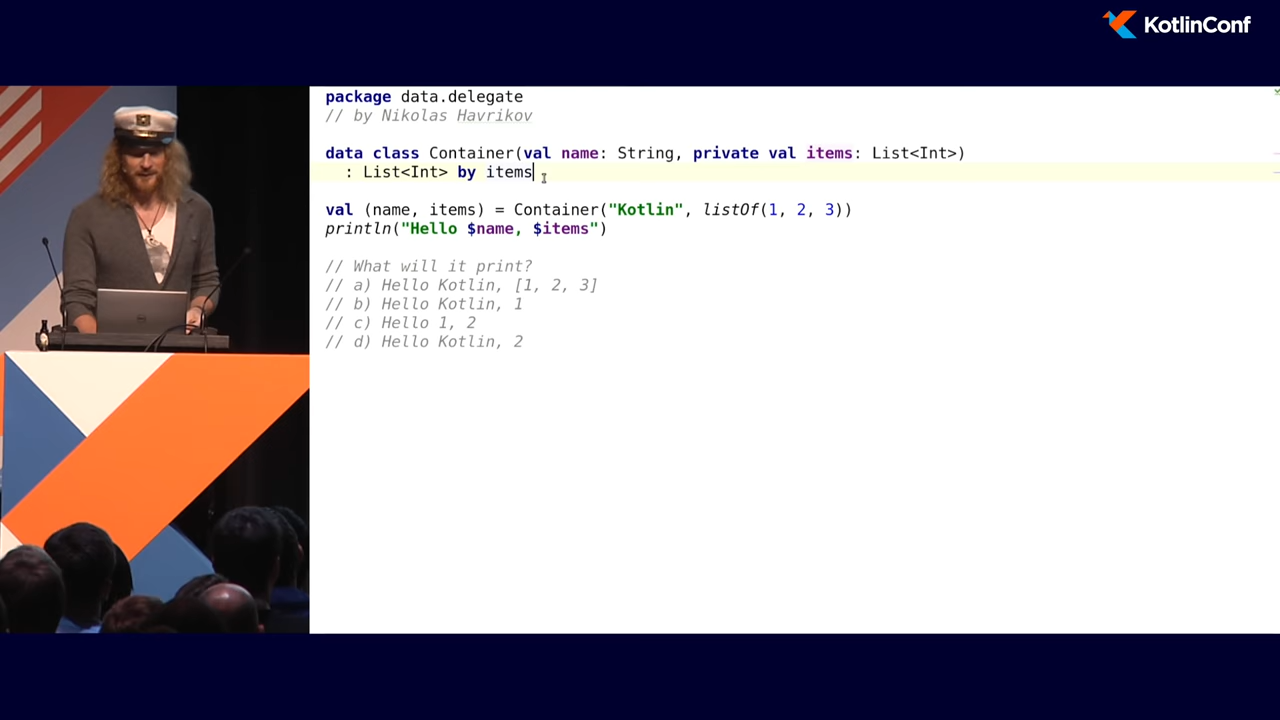 KotlinConf
package data.delegate
// by Nikolas Havrikov
data class Container(val name: String, private val items: List<Int>)
: List<Int> by items
val (name, items) = Container("Kotlin", listOf(1, 2, 3))
println("Hello $name, $items")
// What will it print?
// a) Hello Kotlin, [1, 2, 3]
// b) Hello Kotlin, 1
// c) Hello 1, 2
// d) Hello Kotlin, 2